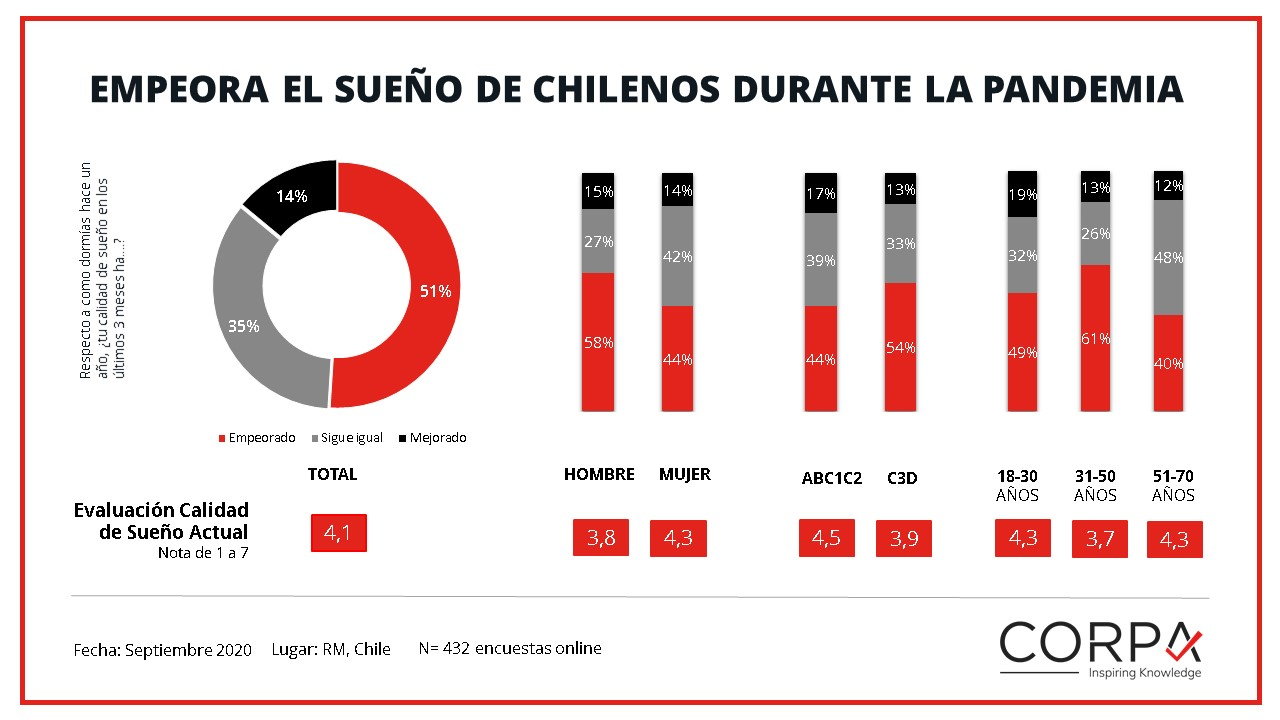 EMPEORA EL SUEÑO DE CHILENOS DURANTE LA PANDEMIA
Respecto a como dormías hace un
año, ¿tu calidad de sueño en los
últimos 3 meses ha....?
14%
51%
35%
Empeorado Sigue igual Mejorado
15% 14% 17% 13% 19% 13% 12%
27% 42% 39% 33% 32% 26% 48%
58% 44% 44% 54% 49% 61% 40%
TOTAL HOMBRE MUJER ABC1C2 C3D 18-30 31-50 51-70
AÑOS AÑOS AÑOS
Evaluación Calidad
de Sueño Actual
Nota de 1 a 7
4,1 3,8 4,3 4,5 3,9 4,3 3,7 4,3
Fecha: Septiembre 2020 Lugar: RM, Chile N= 432 encuestas online
CORPA
Inspiring Knowledge